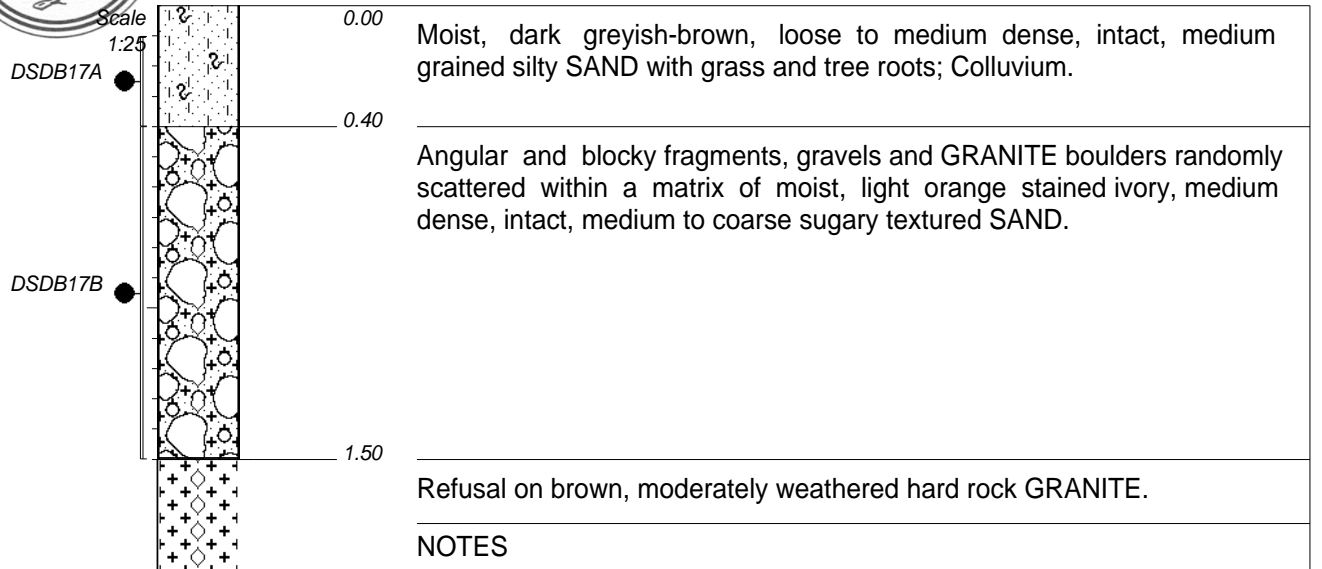 Scale
1:25
0.00
Moist, dark greyish-brown, loose to medium dense, intact, medium
grained silty SAND with grass and tree roots; Colluvium.
DSDB17A
0.40
Angular and blocky fragments, gravels and GRANITE boulders randomly
scattered within a matrix of moist, light orange stained ivory, medium
dense, intact, medium to coarse sugary textured SAND.
DSDB17B
1.50
Refusal on brown, moderately weathered hard rock GRANITE.
NOTES